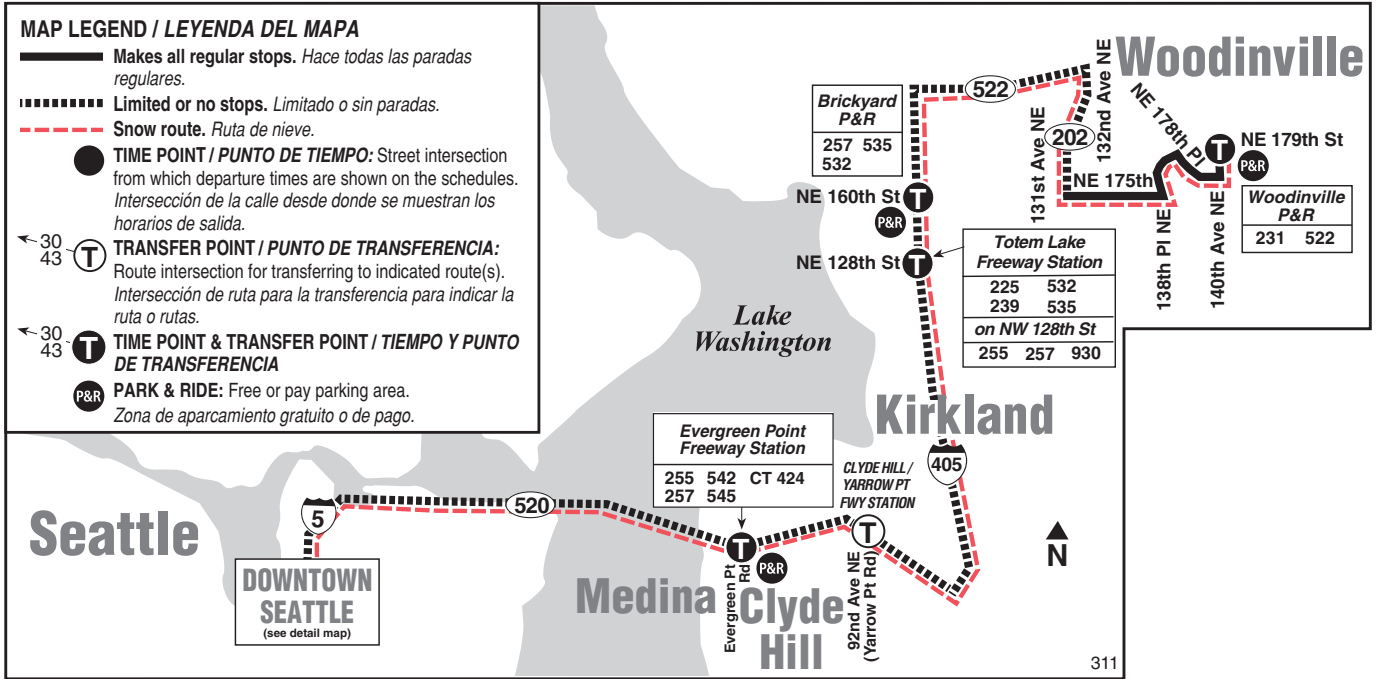 MAP LEGEND / LEYENDA DEL MAPA
Makes all regular stops. Hace todas las paradas
regulares.
Limited or no stops. Limitado o sin paradas.
Snow route. Ruta de nieve.
TIME POINT / PUNTO DE TIEMPO: Street intersection
from which departure times are shown on the schedules.
Intersección de la calle desde donde se muestran los
horarios de salida.
30
43
T
TRANSFER POINT / PUNTO DE TRANSFERENCIA:
Route intersection for transferring to indicated route(s).
Intersección de ruta para la transferencia para indicar la
ruta o rutas.
30
43
T
TIME POINT & TRANSFER POINT / TIEMPO Y PUNTO
DE TRANSFERENCIA
P&R
PARK & RIDE: Free or pay parking area.
Zona de aparcamiento gratuito o de pago.
Woodinville
132nd Ave NE
NE 178th Pl
T
NE 179th St
P&R
Woodinville
P&R
231 522
140th Ave NE
138th Pl NE
NE 175th
131st Ave NE
202
522
Brickyard
P&R
257 535
532
NE 160th St
T
P&R
NE 128th St
T
Totem Lake
Freeway Station
225 532
239 535
on NW 128th St
255 257 930
Lake
Washington
Kirkland
405
Evergreen Point
Freeway Station
255 542 CT 424
257 545
CLYDE HILL/
YARROW PT
FWY STATION
T
92nd Ave NE
(Yarrow Pt Rd)
T
P&R
Evergreen Pt
Rd
Medina
Clyde
Hill
520
5
Seattle
DOWNTOWN
SEATTLE
(see detail map)
N
311